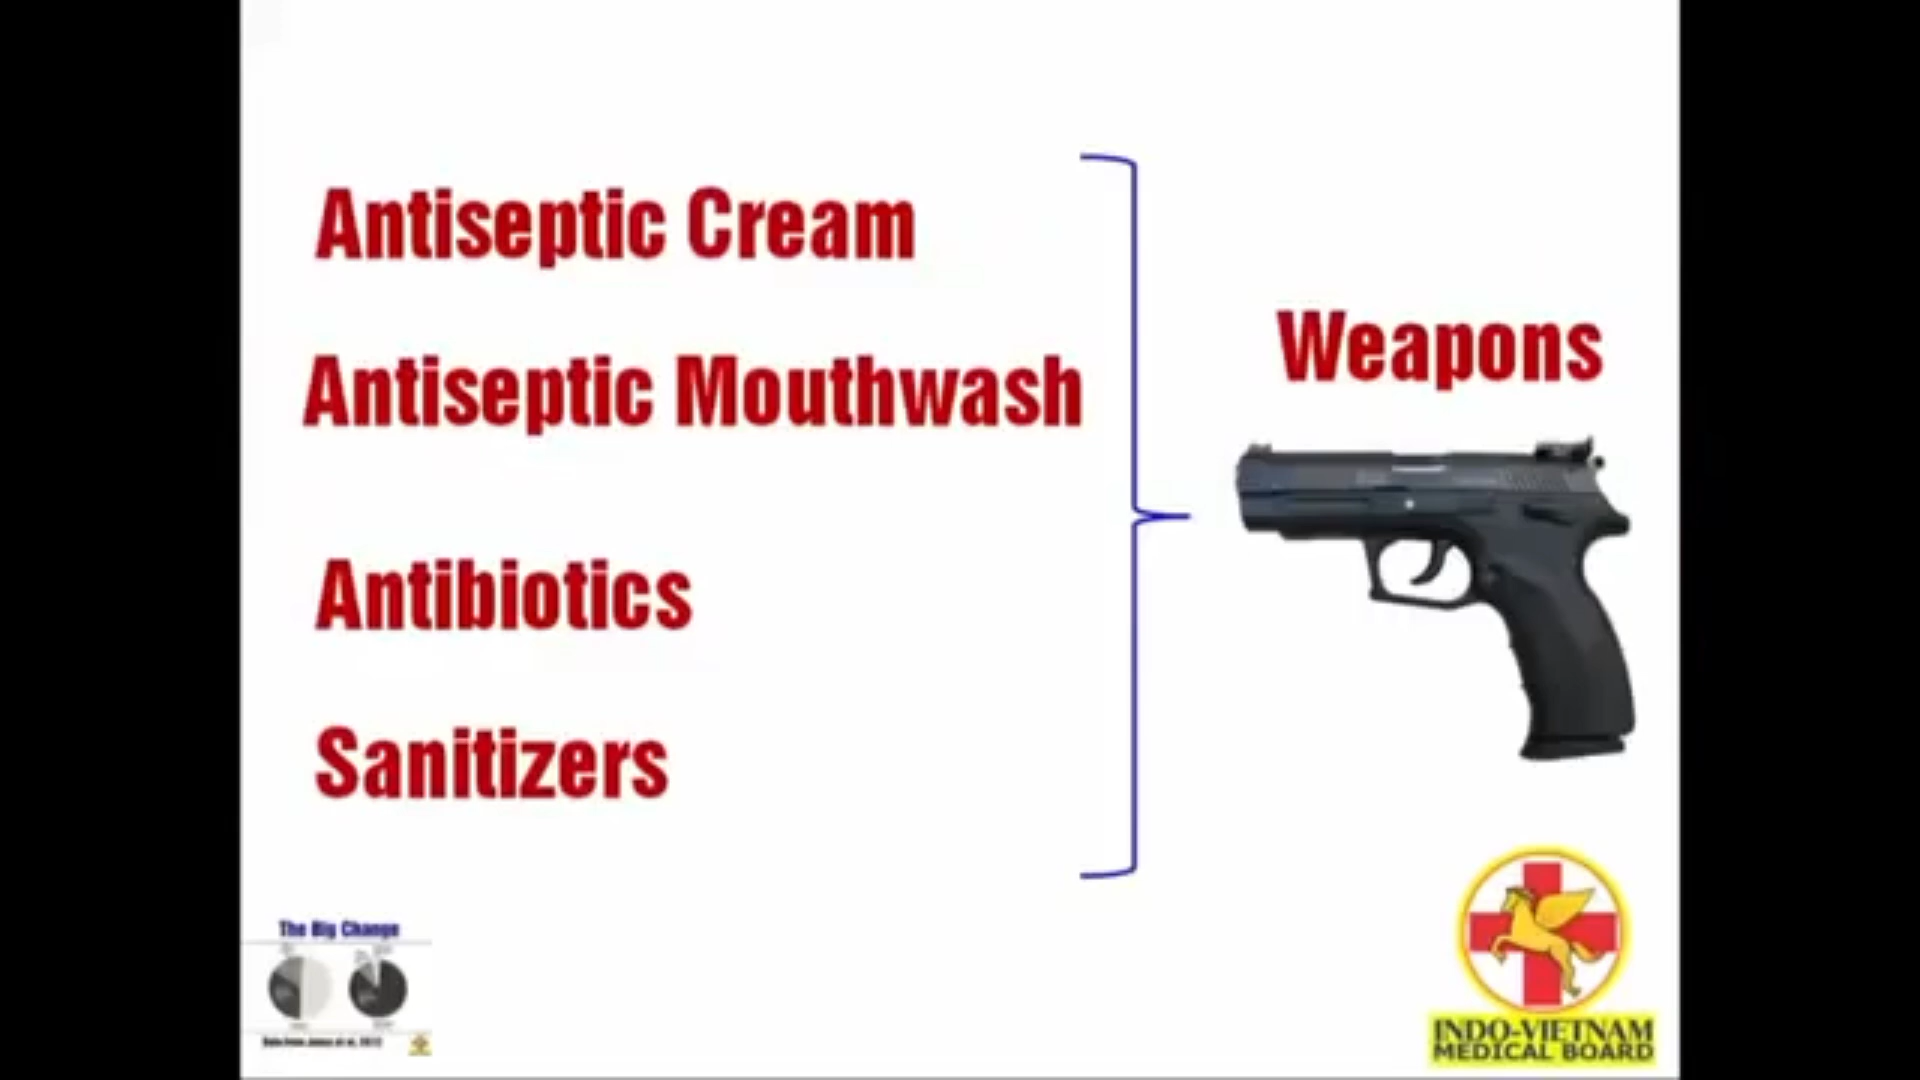 Antiseptic Cream
Antiseptic Mouthwash
Antibiotics
Sanitizers
Weapons
The Big Change
INDO-VIETNAM
MEDICAL BOARD